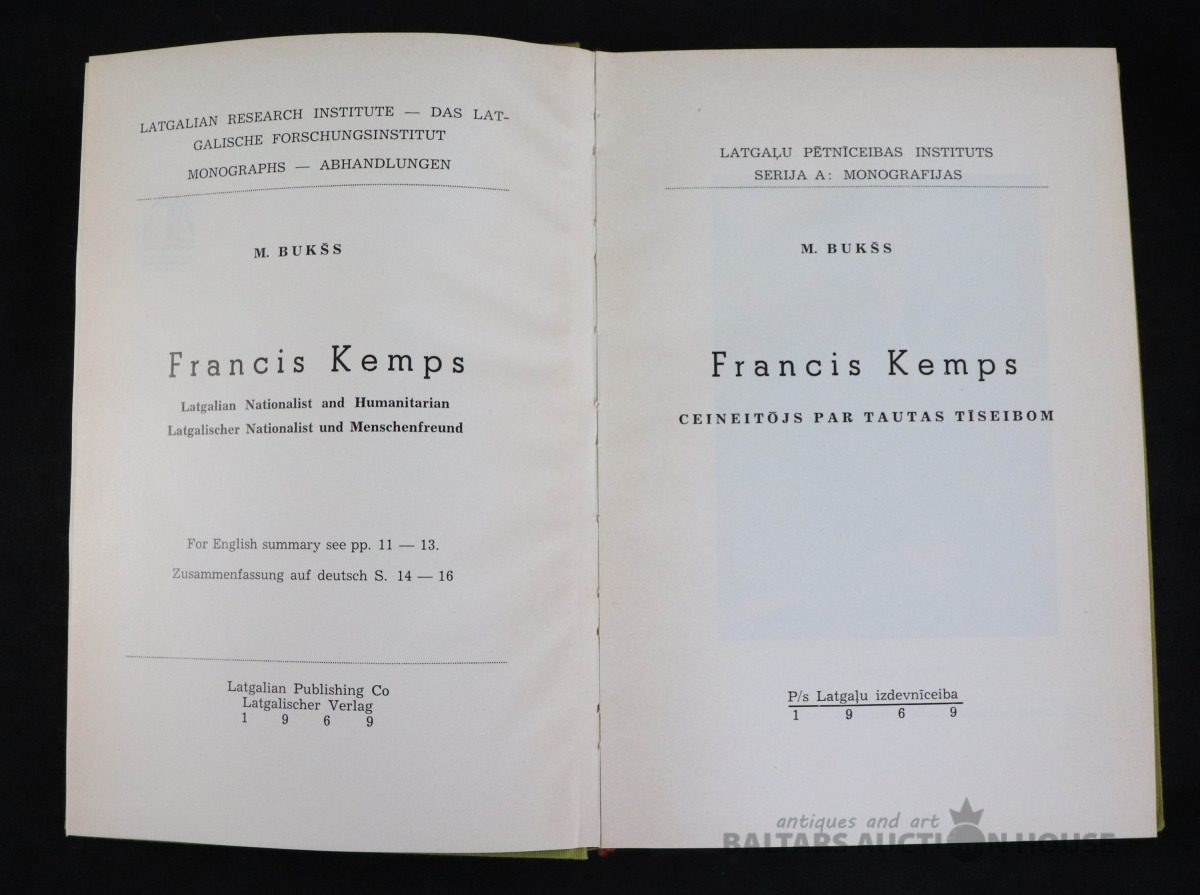 LATGALIAN RESEARCH INSTITUTE — DAS LAT-
GALISCHE FORSCHUNGSINSTITUT
MONOGRAPHS — ABHANDLUNGEN
M. BUKŠS
Francis Kemps
Latgalian Nationalist and Humanitarian
Latgalischer Nationalist und Menschenfreund
For English summary see pp. 11 — 13.
Zusammenfassung auf deutsch S. 14 — 16
Latgalian Publishing Co
Latgalischer Verlag
1 9 6 9
LATGAĻU PĒTNĪCEIBAS INSTITUTS
SERIJA A: MONOGRAFIJAS
M. BUKŠS
Francis Kemps
CEINEITŌJS PAR TAUTAS TĪSEIBOM
P/s Latgaļu izdevnīceiba
1 9 6 9
antiques and art
BALTARS AUCTION HOUSE